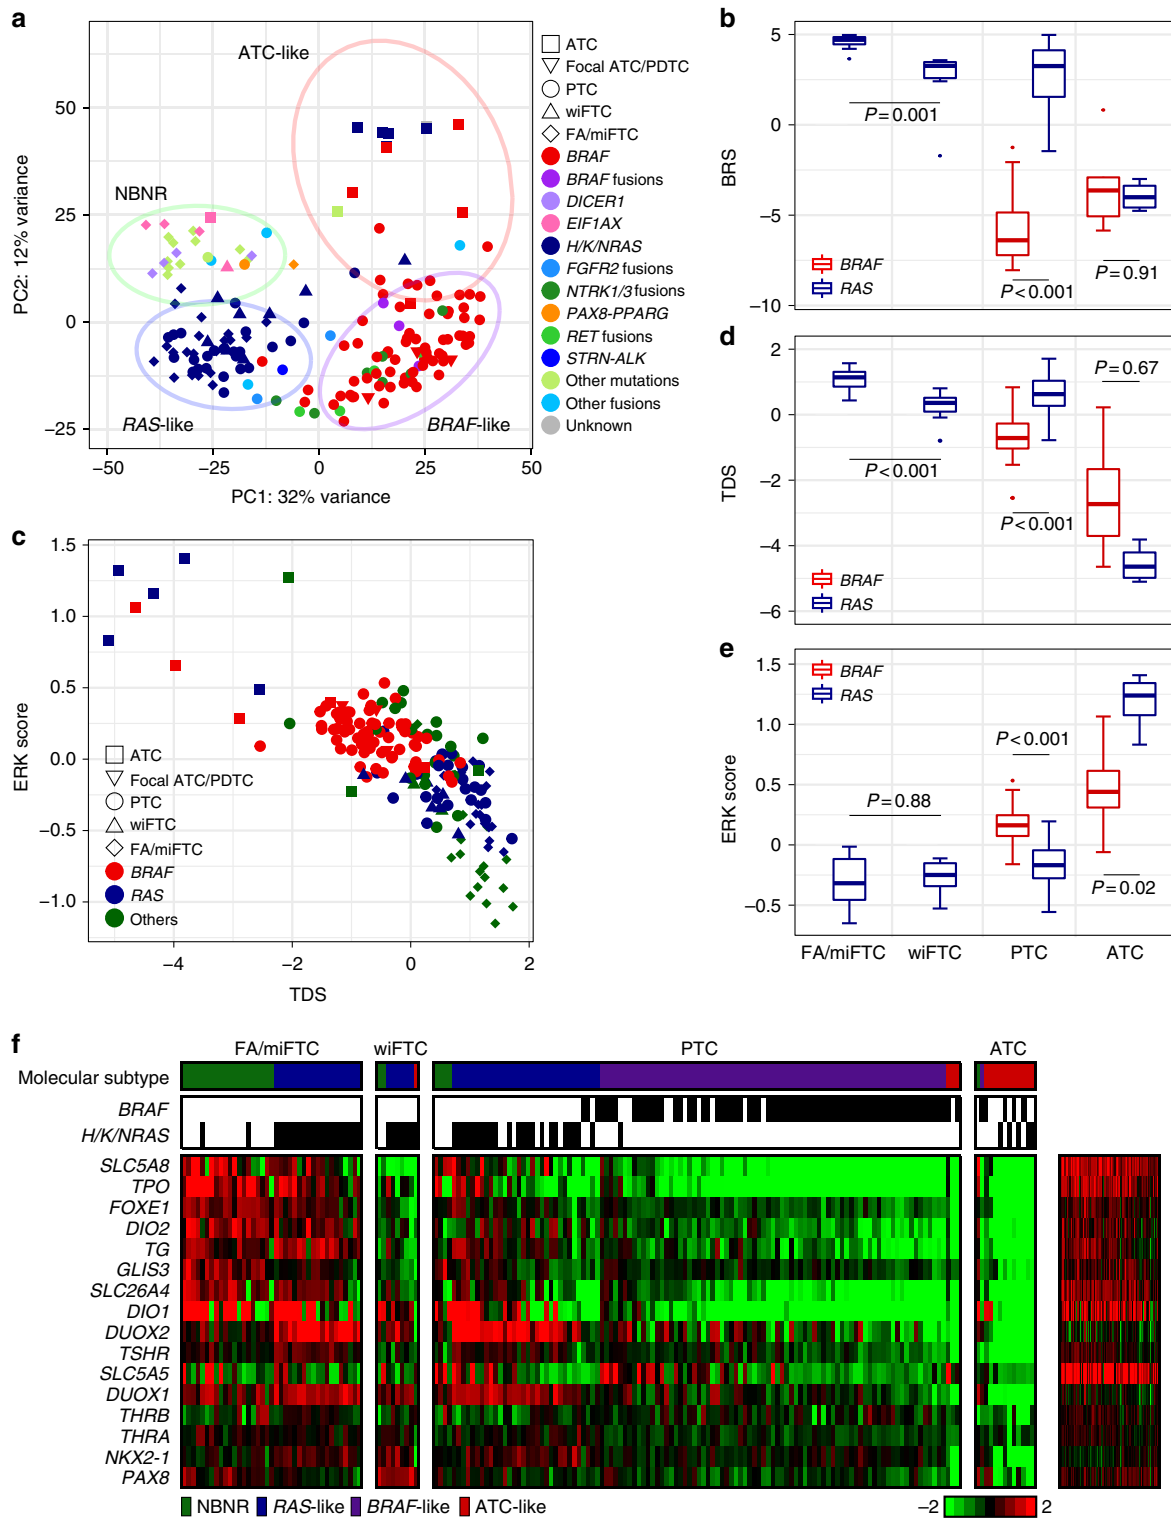 a
ATC-like
NBNR
RAS-like
BRAF-like
50
25
0
−25
−50
−25
0
25
50
PC2: 12% variance
PC1: 32% variance
ATC
Focal ATC/PDTC
PTC
wiFTC
FA/miFTC
BRAF
BRAF fusions
DICER1
EIF1AX
H/K/NRAS
FGFR2 fusions
NTRK1/3 fusions
PAX8-PPARG
RET fusions
STRN-ALK
Other mutations
Other fusions
Unknown
b
5
0
−5
−10
BRS
P=0.001
P<0.001
P=0.91
BRAF
RAS
c
1.5
1.0
0.5
0.0
−0.5
−1.0
ERK score
ATC
Focal ATC/PDTC
PTC
wiFTC
FA/miFTC
BRAF
RAS
Others
−4
−2
0
2
TDS
d
2
0
−2
−4
−6
TDS
P=0.67
P<0.001
P<0.001
BRAF
RAS
e
1.5
1.0
0.5
0
−0.5
ERK score
BRAF
RAS
P<0.001
P=0.88
P=0.02
FA/miFTC
wiFTC
PTC
ATC
f
FA/miFTC
wiFTC
PTC
ATC
Molecular subtype
BRAF
H/K/NRAS
SLC5A8
TPO
FOXE1
DIO2
TG
GLIS3
SLC26A4
DIO1
DUOX2
TSHR
SLC5A5
DUOX1
THRB
THRA
NKX2-1
PAX8
NBNR
RAS-like
BRAF-like
ATC-like
−2
2